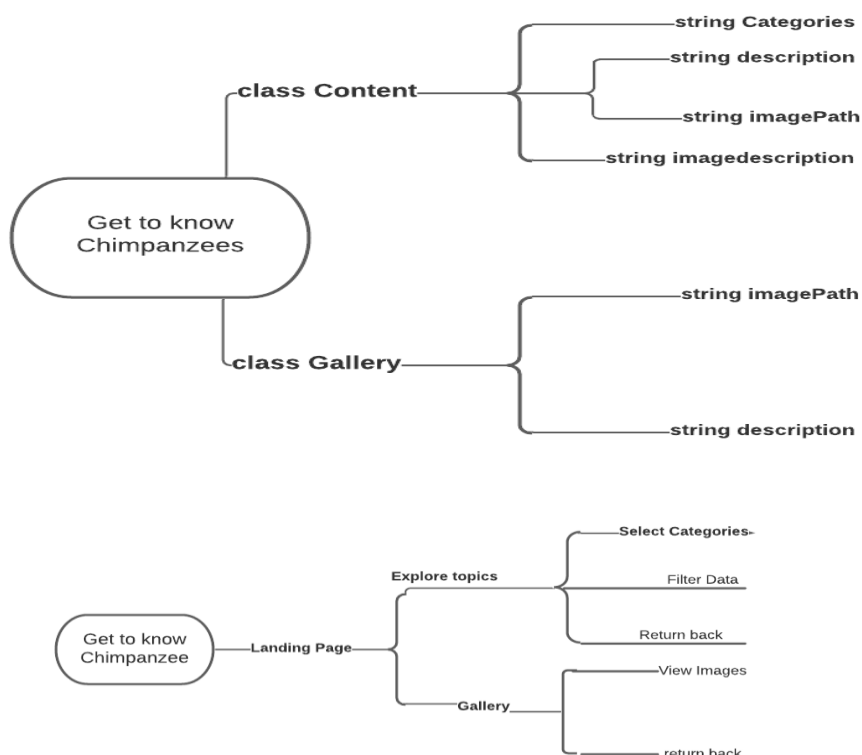 string Categories
string description
class Content
string imagePath
string imagedescription
Get to know
Chimpanzees
string imagePath
class Gallery
string description
Select Categories
Explore topics
Filter Data
Return back
Get to know
Chimpanzee
Landing Page
View Images
Gallery
return back